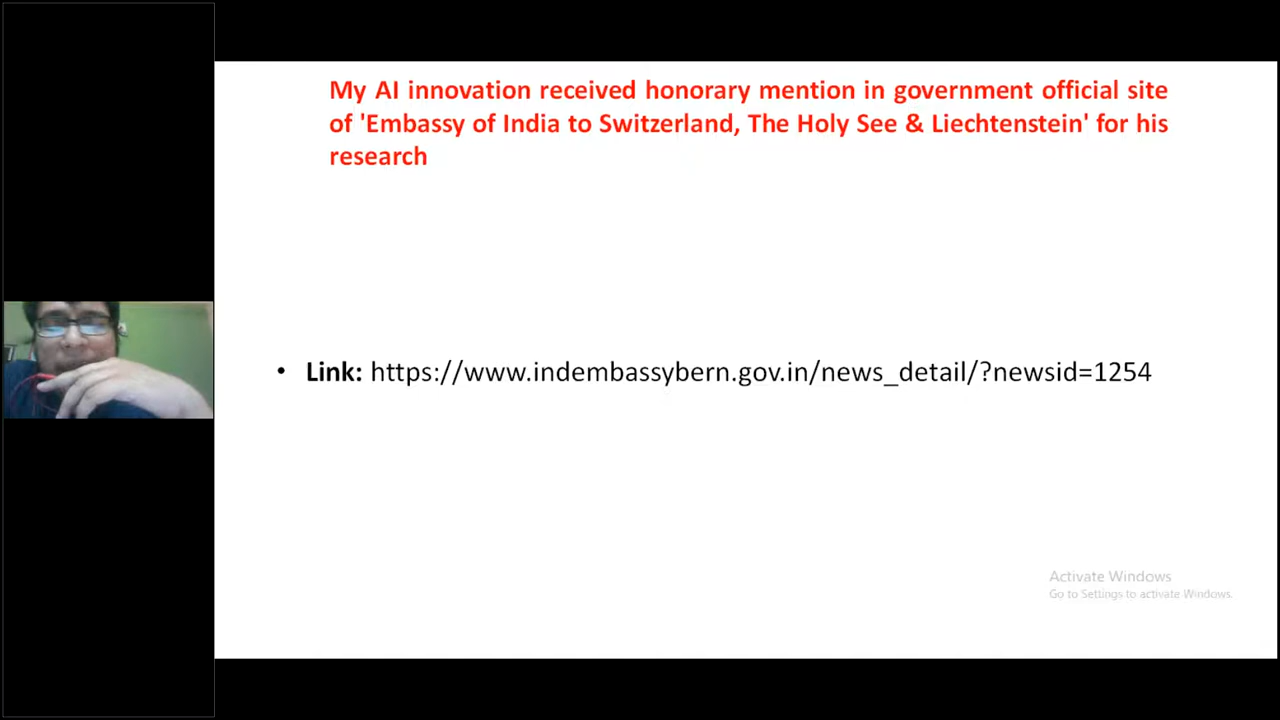 My AI innovation received honorary mention in government official site
of 'Embassy of India to Switzerland, The Holy See & Liechtenstein' for his
research
• Link: https://www.indembassybern.gov.in/news_detail/?newsid=1254
Activate Windows
Go to Settings to activate Windows.